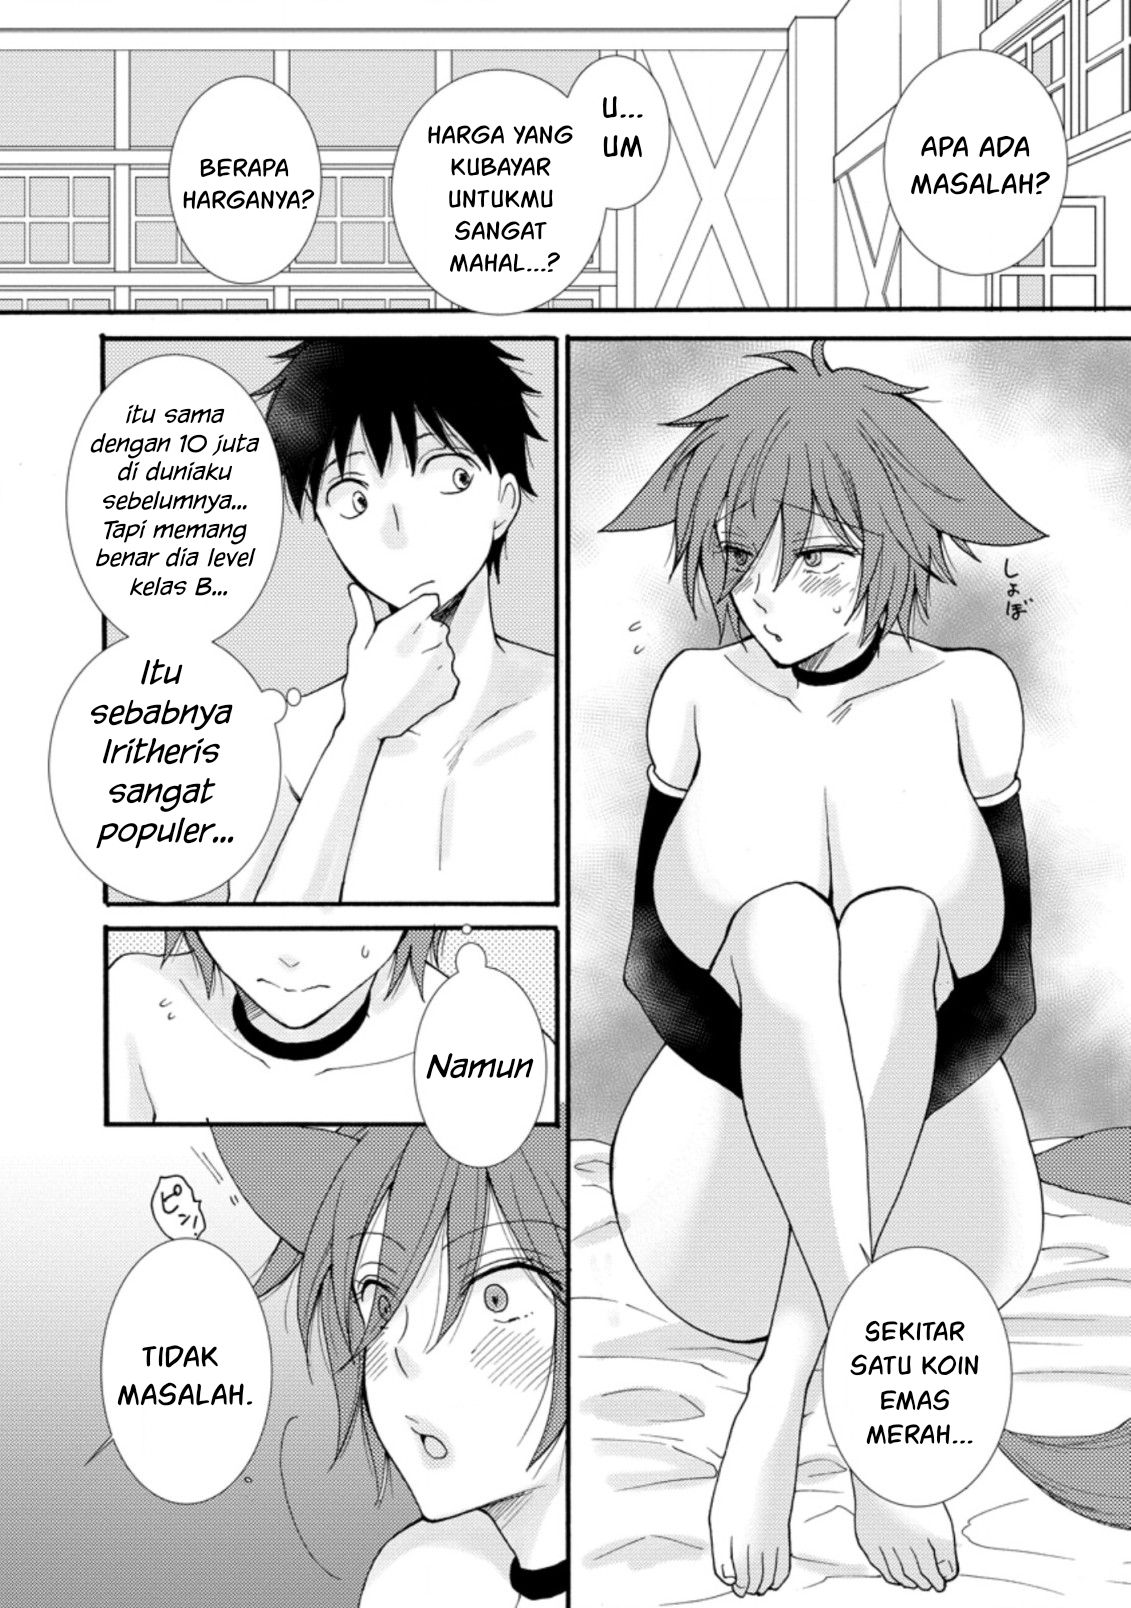 APA ADA
MASALAH?
U...
UM
HARGA YANG
KUBAYAR
UNTUKMU
SANGAT
MAHAL...?
BERAPA
HARGANYA?
しょぼ
SEKITAR
SATU KOIN
EMAS
MERAH...
itu sama
dengan 10 juta
di duniaku
sebelumnya...
Tapi memang
benar dia level
kelas B...
Itu
sebabnya
Iritheris
sangat
populer...
Namun
ピン!
TIDAK
MASALAH.